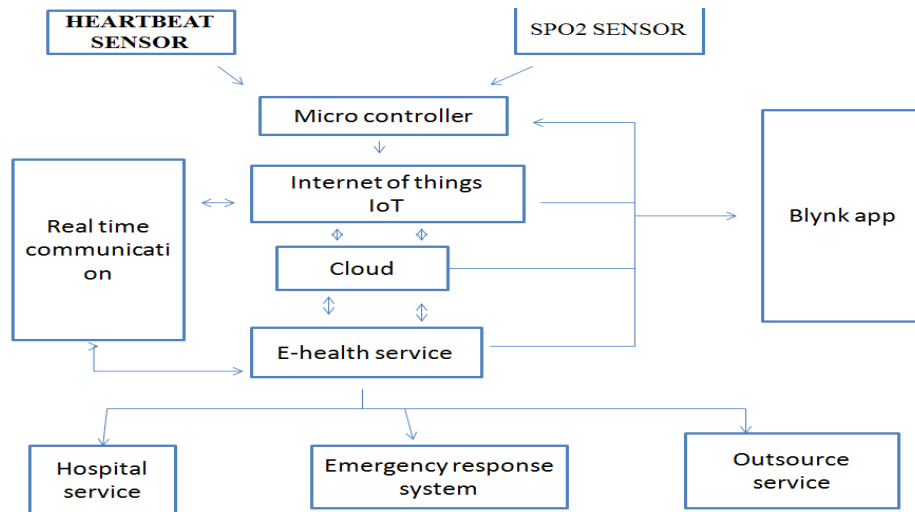 HEARTBEAT
SENSOR
SPO2 SENSOR
Micro controller
Internet of things
IoT
Real time
communicati
on
Blynk app
Cloud
E-health service
Hospital
service
Emergency response
system
Outsource
service